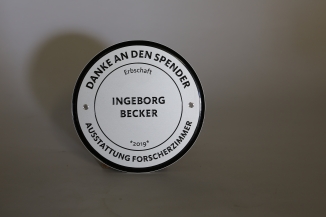 DANKE AN DEN SPENDER
Erbschaft
INGEBORG
BECKER
*2019*
AUSSTATTUNG FORSCHERZIMMER